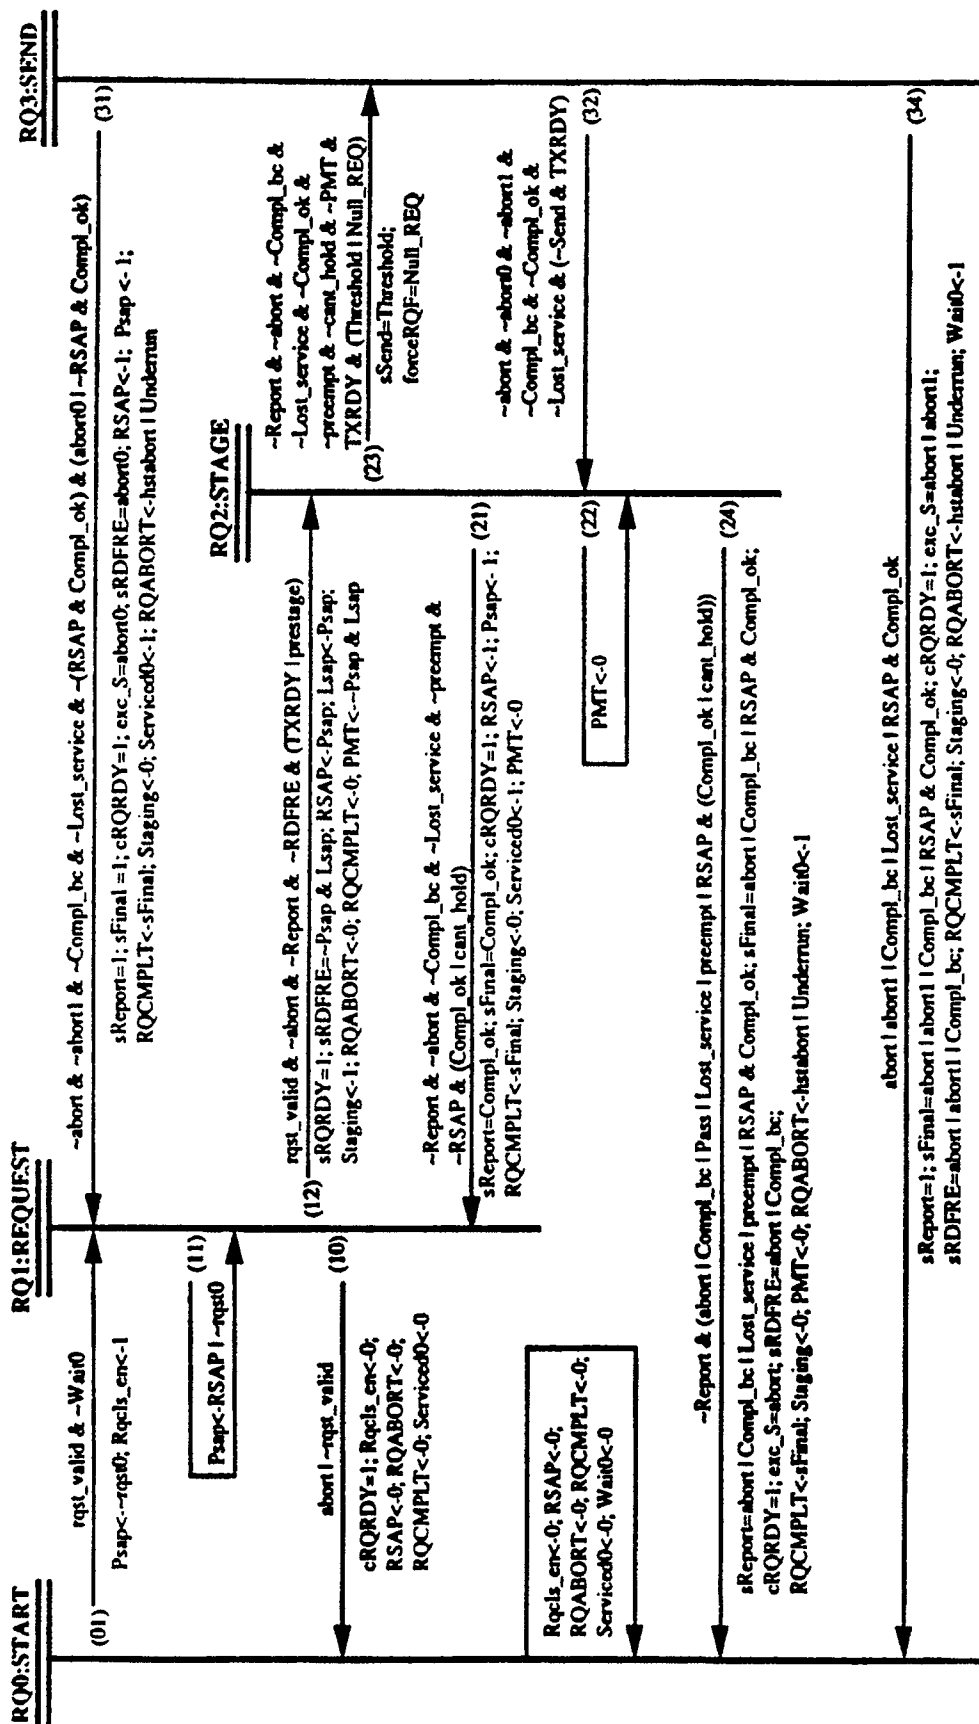 RQ0:START
RQ1:REQUEST
RQ2:STAGE
RQ3:SEND
(01)
rqst_valid & ~Wait0
Psap<-~rqst0; Rqcls_en<-1
~abort & ~abort1 & ~Compl_bc & ~Lost_service & ~(RSAP & Compl_ok) & (abort0 | ~RSAP & Compl_ok)
(31)
sReport=1; sFinal =1; cRQRDY=1; exc_S=abort0; sRDFRE=abort0; RSAP<-1; Psap <-1;
RQCMPLT<-sFinal; Staging<-0; Serviced0<-1; RQABORT<-hstabort | Underrun
(11)
Psap<-RSAP | ~rqst0
rqst_valid & ~abort & ~Report & ~RDFRE & (TXRDY | prestage)
(12)
sRQRDY=1; sRDFRE=~Psap & Lsap; RSAP<-Psap; Lsap<-Psap;
Staging<-1; RQABORT<-0; RQCMPLT<-0; PMT<-~Psap & Lsap
~Report & ~abort & ~Compl_bc &
~Lost_service & ~Compl_ok &
~preempt & ~cant_hold & ~PMT &
TXRDY & (Threshold | Null_REQ)
(23)
sSend=Threshold;
forceRQF=Null_REQ
abort | ~rqst_valid
(10)
cRQRDY=1; Rqcls_en<-0;
RSAP<-0; RQABORT<-0;
RQCMPLT<-0; Serviced0<-0
~Report & ~abort & ~Compl_bc & ~Lost_service & ~preempt &
~RSAP & (Compl_ok | cant_hold)
(21)
sReport=Compl_ok; sFinal=Compl_ok; cRQRDY=1; RSAP<-1; Psap<-1;
RQCMPLT<-sFinal; Staging<-0; Serviced0<-1; PMT<-0
~abort & ~abort0 & ~abort1 &
~Compl_bc & ~Compl_ok &
~Lost_service & (~Send & TXRDY)
(32)
(22)
PMT<-0
Rqcls_en<-0; RSAP<-0;
RQABORT<-0; RQCMPLT<-0;
Serviced0<-0; Wait0<-0
~Report & (abort | Compl_bc | Pass | Lost_service | preempt | RSAP & (Compl_ok | cant_hold))
(24)
sReport=abort | Compl_bc | Lost_service | preempt | RSAP & Compl_ok; sFinal=abort | Compl_bc | RSAP & Compl_ok;
cRQRDY=1; exc_S=abort; sRDFRE=abort | Compl_bc;
RQCMPLT<-sFinal; Staging<-0; PMT<-0; RQABORT<-hstabort | Underrun; Wait0<-1
abort | abort1 | Compl_bc | Lost_service | RSAP & Compl_ok
(34)
sReport=1; sFinal=abort | abort1 | Compl_bc | RSAP & Compl_ok; cRQRDY=1; exc_S=abort | abort1;
sRDFRE=abort | abort1 | Compl_bc; RQCMPLT<-sFinal; Staging<-0; RQABORT<-hstabort | Underrun; Wait0<-1